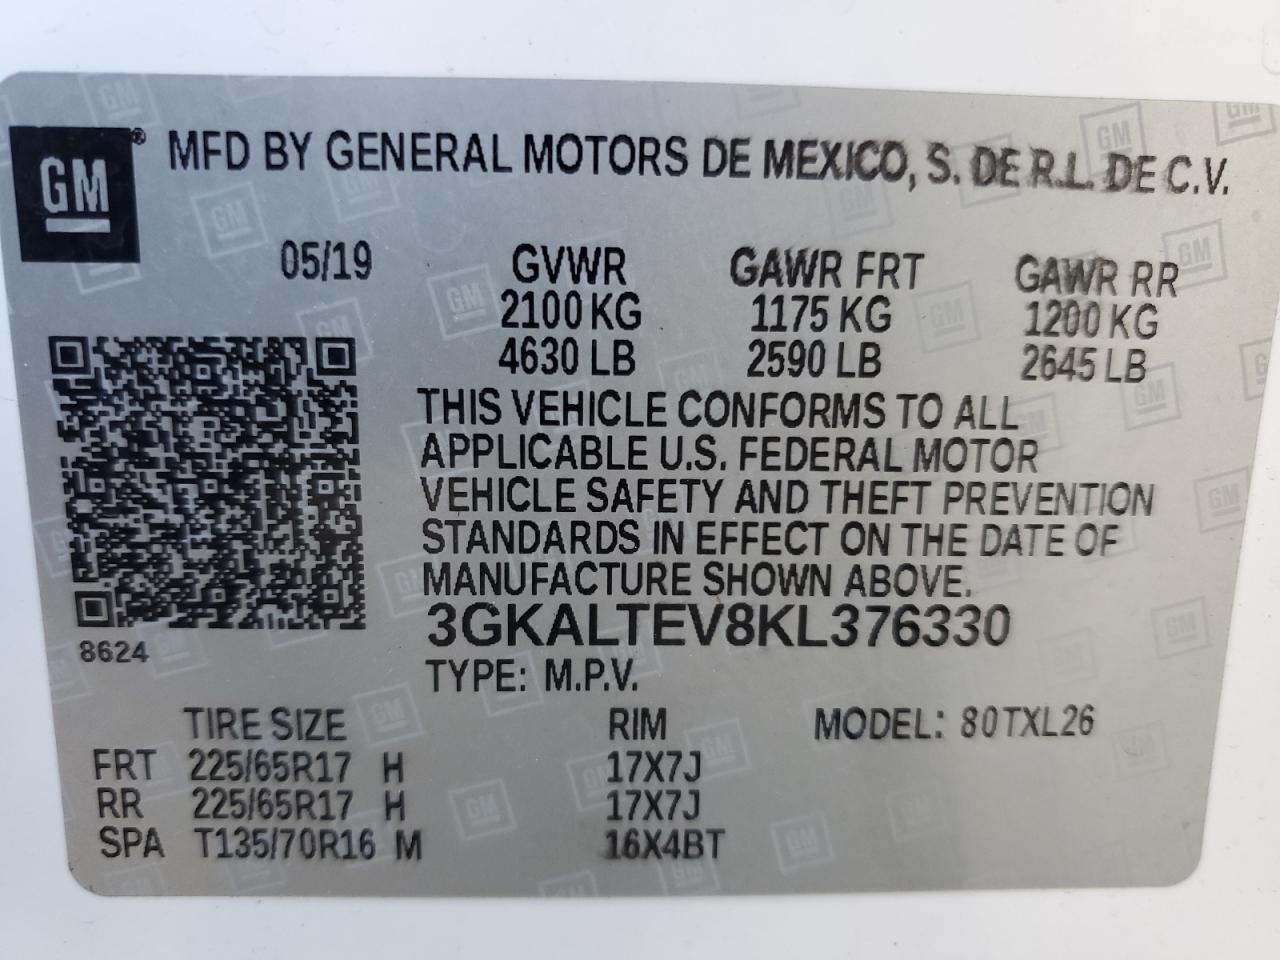 GM ® MFD BY GENERAL MOTORS DE MEXICO, S. DE R.L. DE C.V.
05/19 GVWR GAWR FRT GAWR RR
2100 KG 1175 KG 1200 KG
4630 LB 2590 LB 2645 LB
THIS VEHICLE CONFORMS TO ALL
APPLICABLE U.S. FEDERAL MOTOR
VEHICLE SAFETY AND THEFT PREVENTION
STANDARDS IN EFFECT ON THE DATE OF
MANUFACTURE SHOWN ABOVE.
3GKALTEV8KL376330
8624
TYPE: M.P.V.
TIRE SIZE RIM MODEL: 80TXL26
FRT 225/65R17 H 17X7J
RR 225/65R17 H 17X7J
SPA T135/70R16 M 16X4BT